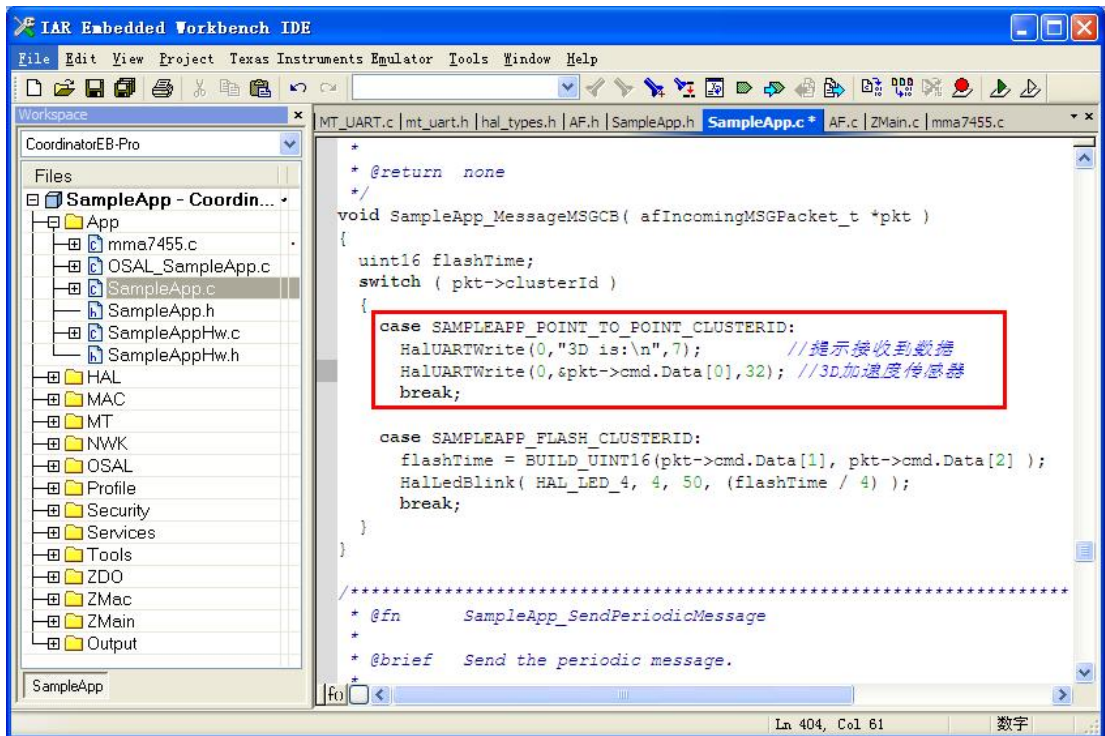 IAR Embedded Workbench IDE
File Edit View Project Texas Instruments Emulator Tools Window Help
Workspace
MT_UART.c | mt_uart.h | hal_types.h | AF.h | SampleApp.h SampleApp.c * AF.c | ZMain.c | mma7455.c
CoordinatorEB-Pro
Files
SampleApp - Coordin...
App
mma7455.c
OSAL_SampleApp.c
SampleApp.c
SampleApp.h
SampleAppHw.c
SampleAppHw.h
HAL
MAC
MT
NWK
OSAL
Profile
Security
Services
Tools
ZDO
ZMac
ZMain
Output
SampleApp
*
* @return none
*/
void SampleApp_MessageMSGCB( afIncomingMSGPacket_t *pkt )
{
uint16 flashTime;
switch ( pkt->clusterId )
{
case SAMPLEAPP_POINT_TO_POINT_CLUSTERID:
HalUARTWrite(0,"3D is:\n",7); //提示接收到数据
HalUARTWrite(0,&pkt->cmd.Data[0],32); //3D加速度传感器
break;
case SAMPLEAPP_FLASH_CLUSTERID:
flashTime = BUILD_UINT16(pkt->cmd.Data[1], pkt->cmd.Data[2] );
HalLedBlink( HAL_LED_4, 4, 50, (flashTime / 4) );
break;
}
}
/*********************************************************************
* @fn SampleApp_SendPeriodicMessage
*
* @brief Send the periodic message.
*
fo
Ln 404, Col 61 数字